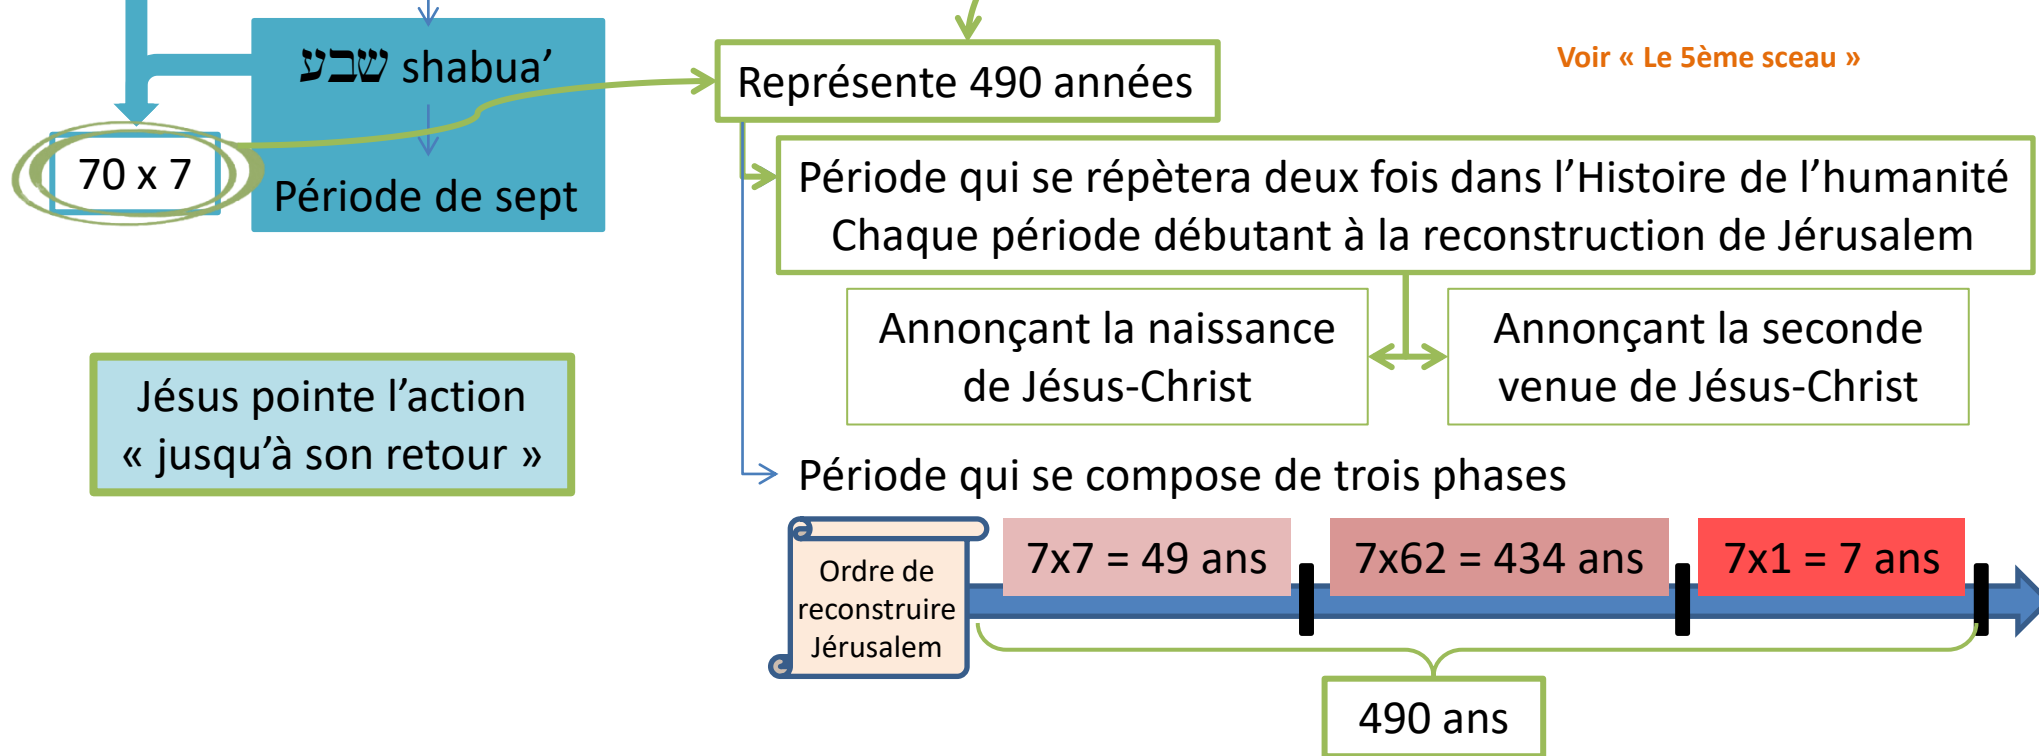 שבע shabua’
Période de sept
70 x 7
Représente 490 années
Voir « Le 5ème sceau »
Période qui se répètera deux fois dans l’Histoire de l’humanité
Chaque période débutant à la reconstruction de Jérusalem
Annonçant la naissance
de Jésus-Christ
Annonçant la seconde
venue de Jésus-Christ
Jésus pointe l’action
« jusqu’à son retour »
Période qui se compose de trois phases
Ordre de
reconstruire
Jérusalem
7x7 = 49 ans
7x62 = 434 ans
7x1 = 7 ans
490 ans